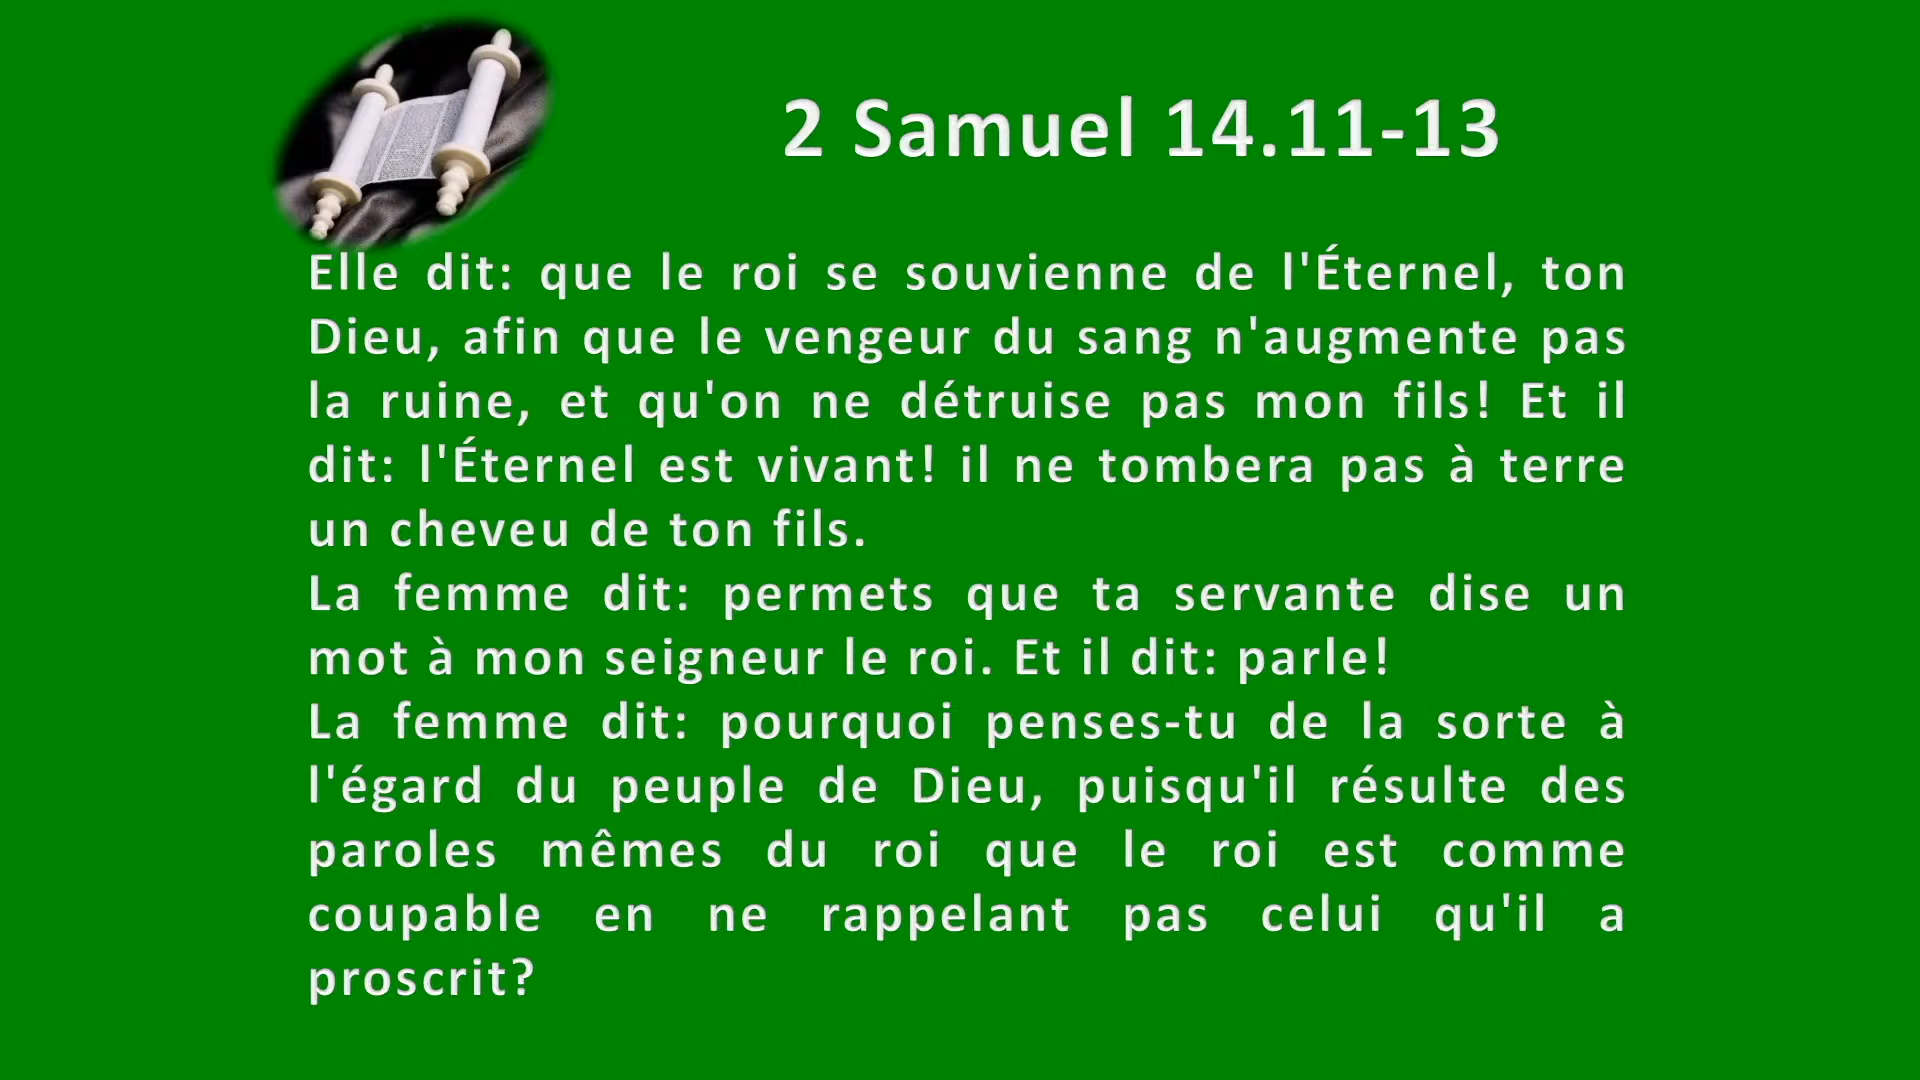 2 Samuel 14.11-13
Elle dit: que le roi se souvienne de l'Éternel, ton
Dieu, afin que le vengeur du sang n'augmente pas
la ruine, et qu'on ne détruise pas mon fils! Et il
dit: l'Éternel est vivant! il ne tombera pas à terre
un cheveu de ton fils.
La femme dit: permets que ta servante dise un
mot à mon seigneur le roi. Et il dit: parle!
La femme dit: pourquoi penses-tu de la sorte à
l'égard du peuple de Dieu, puisqu'il résulte des
paroles mêmes du roi que le roi est comme
coupable en ne rappelant pas celui qu'il a
proscrit?